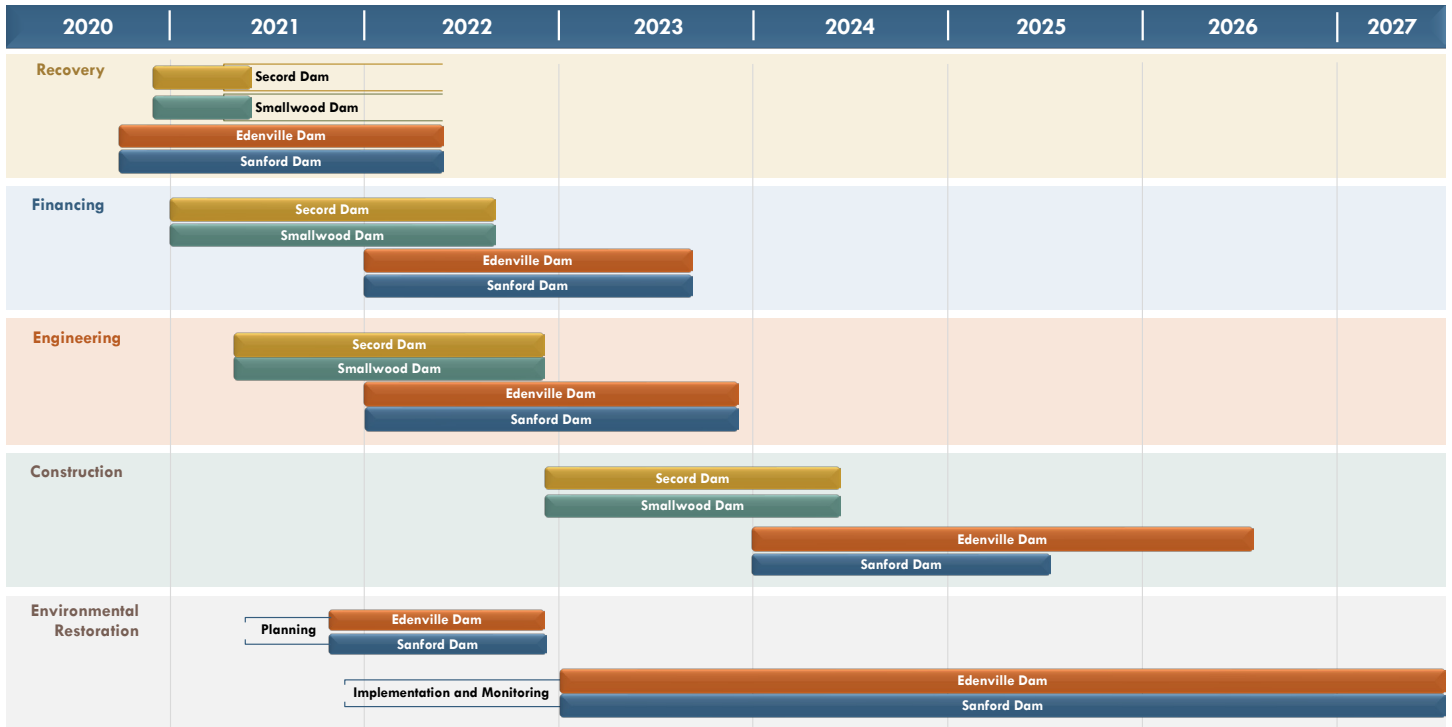 2020 2021 2022 2023 2024 2025 2026 2027
Recovery
Secord Dam
Smallwood Dam
Edenville Dam
Sanford Dam
Financing
Secord Dam
Smallwood Dam
Edenville Dam
Sanford Dam
Engineering
Secord Dam
Smallwood Dam
Edenville Dam
Sanford Dam
Construction
Secord Dam
Smallwood Dam
Edenville Dam
Sanford Dam
Environmental
Restoration
Planning
Edenville Dam
Sanford Dam
Implementation and Monitoring
Edenville Dam
Sanford Dam